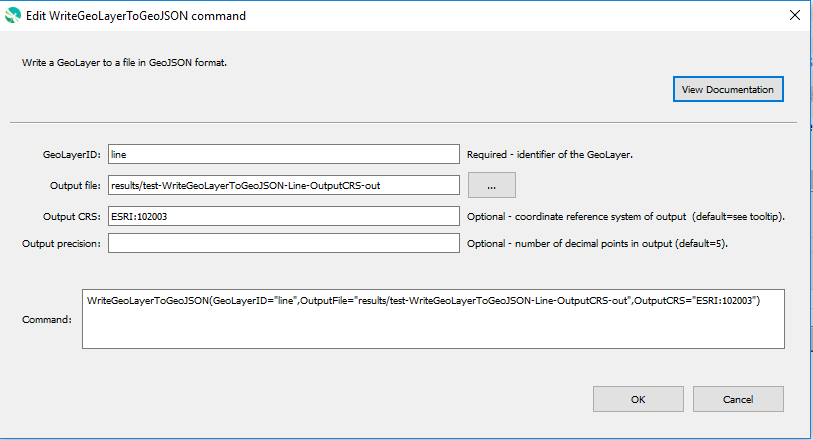 Edit WriteGeoLayerToGeoJSON command
Write a GeoLayer to a file in GeoJSON format.
View Documentation
GeoLayerID: line Required - identifier of the GeoLayer.
Output file: results/test-WriteGeoLayerToGeoJSON-Line-OutputCRS-out ...
Output CRS: ESRI:102003 Optional - coordinate reference system of output (default=see tooltip).
Output precision: Optional - number of decimal points in output (default=5).
Command: WriteGeoLayerToGeoJSON(GeoLayerID="line",OutputFile="results/test-WriteGeoLayerToGeoJSON-Line-OutputCRS-out",OutputCRS="ESRI:102003")
OK Cancel